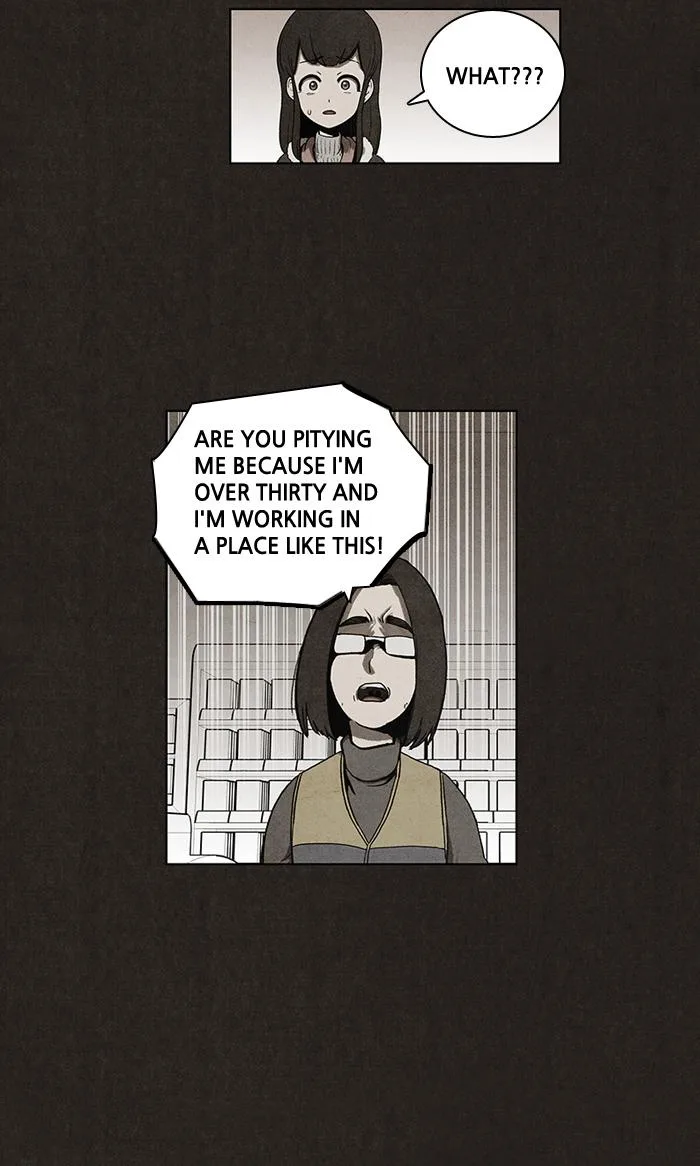 WHAT???
ARE YOU PITYING
ME BECAUSE I'M
OVER THIRTY AND
I'M WORKING IN
A PLACE LIKE THIS!